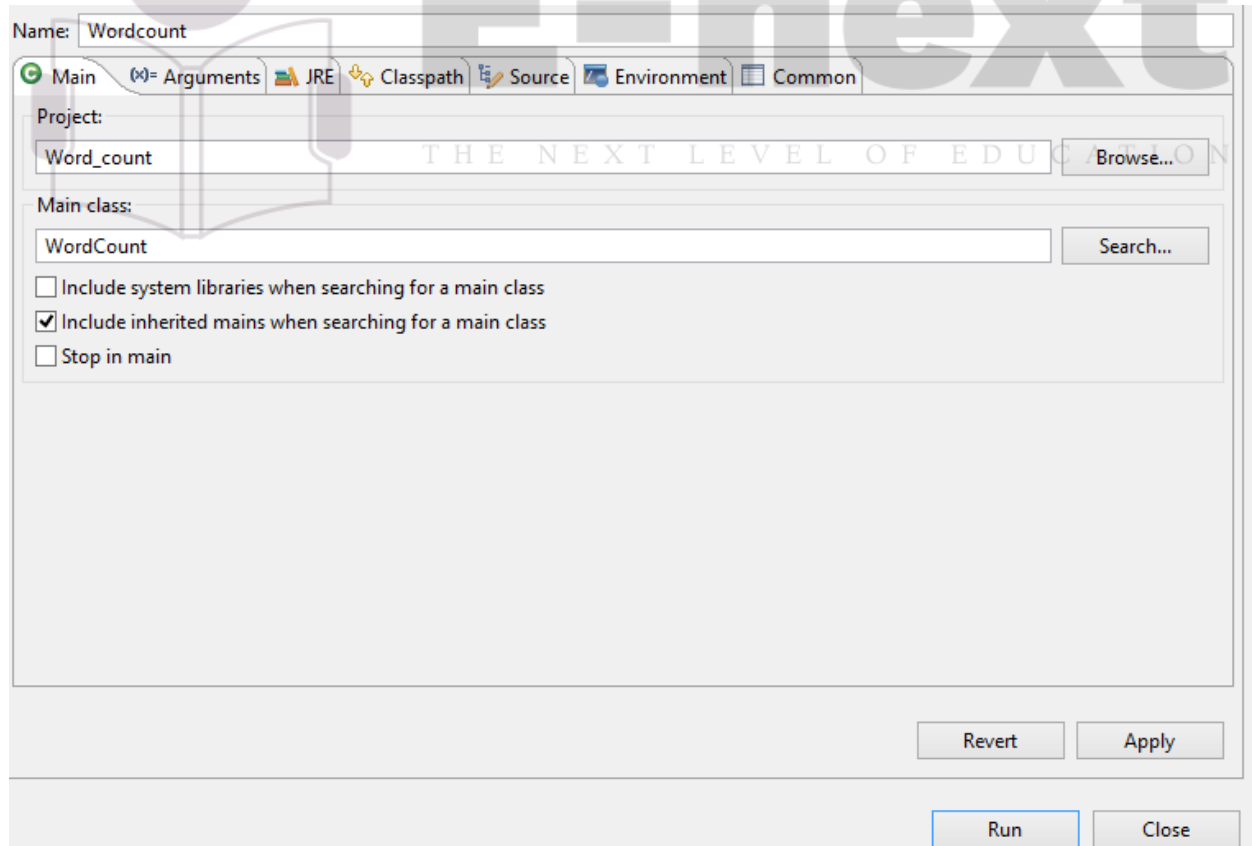 E-next
Name: Wordcount
Main Arguments JRE Classpath Source Environment Common
Project:
Word_count Browse...
THE NEXT LEVEL OF EDUCATION
Main class:
WordCount Search...
Include system libraries when searching for a main class
Include inherited mains when searching for a main class
Stop in main
Revert Apply
Run Close